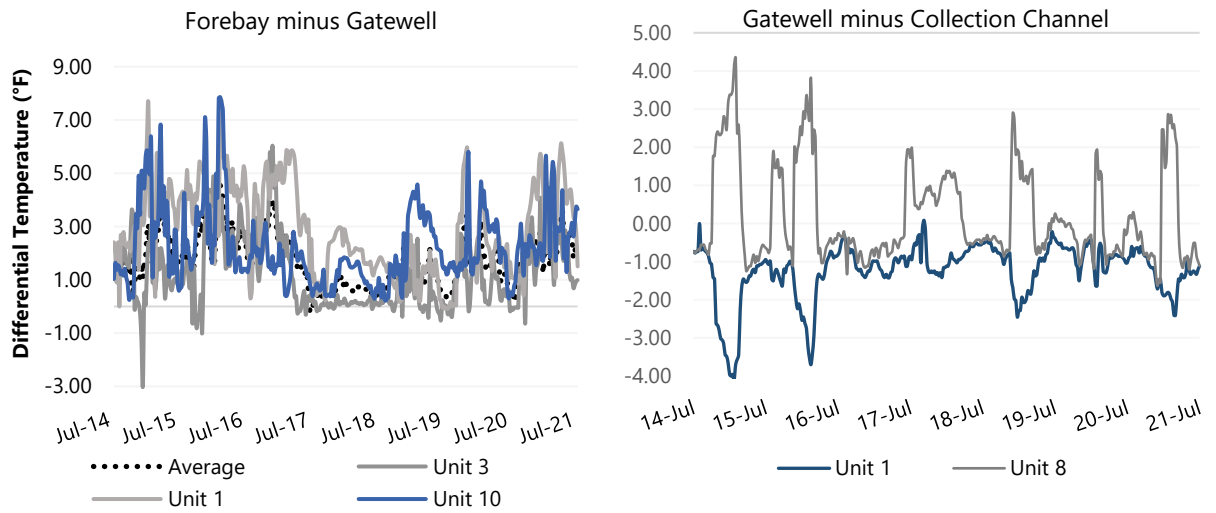 Forebay minus Gatewell
Differential Temperature (°F)
9.00
7.00
5.00
3.00
1.00
-1.00
-3.00
Jul-14 Jul-15 Jul-16 Jul-17 Jul-18 Jul-19 Jul-20 Jul-21
Average Unit 3
Unit 1 Unit 10
Gatewell minus Collection Channel
5.00
4.00
3.00
2.00
1.00
0.00
-1.00
-2.00
-3.00
-4.00
14-Jul 15-Jul 16-Jul 17-Jul 18-Jul 19-Jul 20-Jul 21-Jul
Unit 1 Unit 8